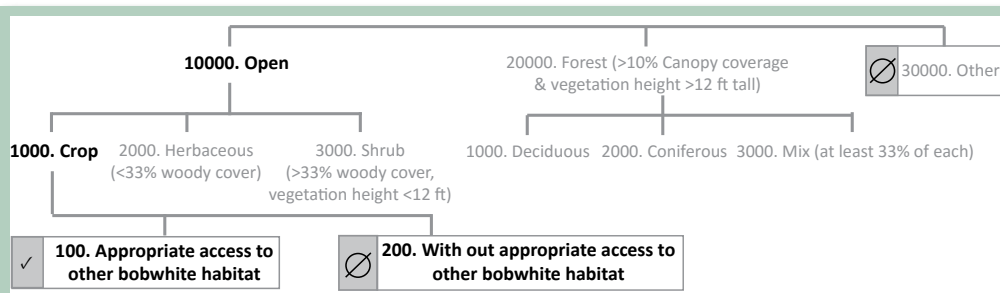 10000. Open
20000. Forest (>10% Canopy coverage
& vegetation height >12 ft tall)
30000. Other
1000. Crop
2000. Herbaceous
(<33% woody cover)
3000. Shrub
(>33% woody cover,
vegetation height <12 ft)
1000. Deciduous
2000. Coniferous
3000. Mix (at least 33% of each)
✓
100. Appropriate access to
other bobwhite habitat
200. With out appropriate access to
other bobwhite habitat